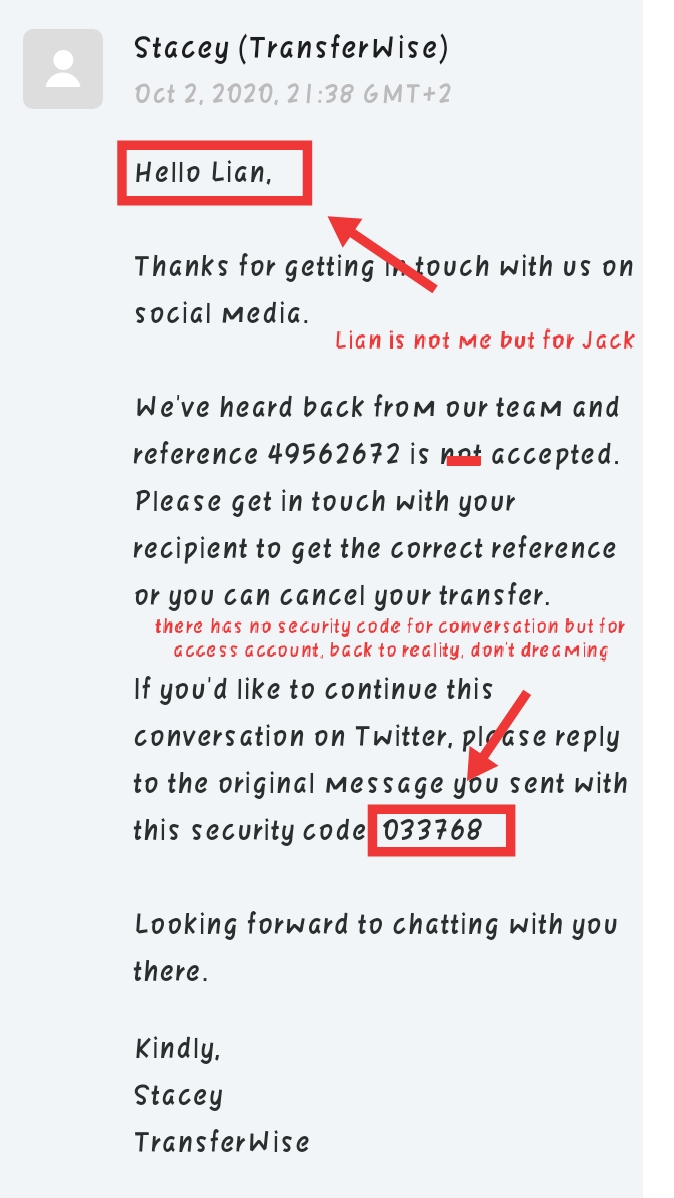 Stacey (TransferWise)
Oct 2, 2020, 21:38 GMT+2
Hello Lian,
Thanks for getting in touch with us on
social media.
Lian is not me but for Jack
We've heard back from our team and
reference 49562672 is not accepted.
Please get in touch with your
recipient to get the correct reference
or you can cancel your transfer.
there has no security code for conversation but for
access account, back to reality, don't dreaming
If you'd like to continue this
conversation on Twitter, please reply
to the original message you sent with
this security code 033768
Looking forward to chatting with you
there.
Kindly,
Stacey
TransferWise